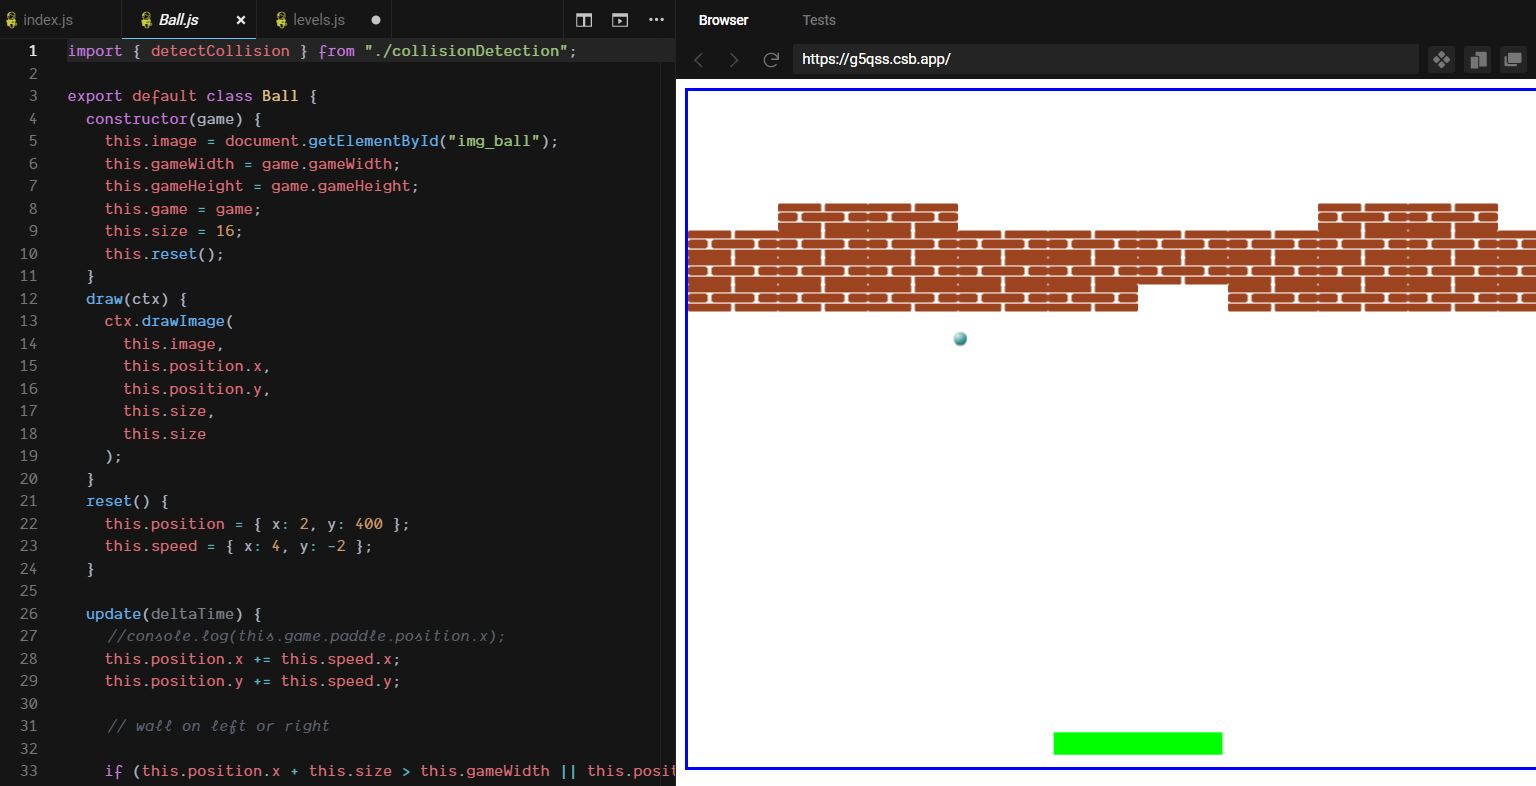 index.js
Ball.js
levels.js
Browser
Tests
https://g5qss.csb.app/
1 import { detectCollision } from "./collisionDetection";
2
3 export default class Ball {
4 constructor(game) {
5 this.image = document.getElementById("img_ball");
6 this.gameWidth = game.gameWidth;
7 this.gameHeight = game.gameHeight;
8 this.game = game;
9 this.size = 16;
10 this.reset();
11 }
12 draw(ctx) {
13 ctx.drawImage(
14 this.image,
15 this.position.x,
16 this.position.y,
17 this.size,
18 this.size
19 );
20 }
21 reset() {
22 this.position = { x: 2, y: 400 };
23 this.speed = { x: 4, y: -2 };
24 }
25
26 update(deltaTime) {
27 //console.log(this.game.paddle.position.x);
28 this.position.x += this.speed.x;
29 this.position.y += this.speed.y;
30
31 // wall on left or right
32
33 if (this.position.x + this.size > this.gameWidth || this.posit